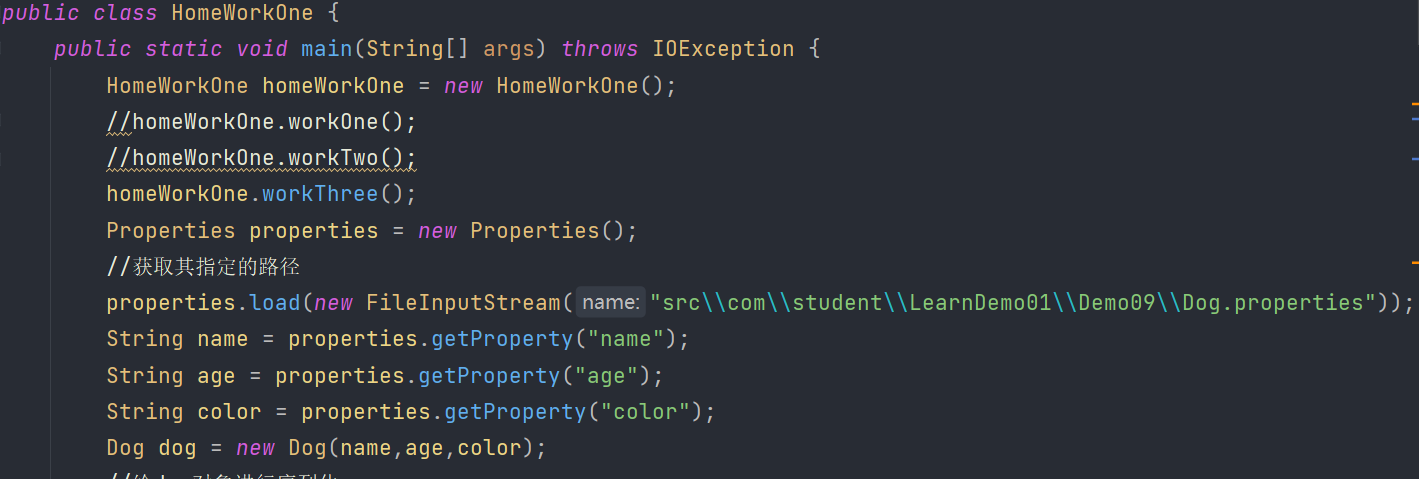 public class HomeWorkOne {
public static void main(String[] args) throws IOException {
HomeWorkOne homeWorkOne = new HomeWorkOne();
//homeWorkOne.workOne();
//homeWorkOne.workTwo();
homeWorkOne.workThree();
Properties properties = new Properties();
//获取其指定的路径
properties.load(new FileInputStream( name: "src\\com\\student\\LearnDemo01\\Demo09\\Dog.properties"));
String name = properties.getProperty("name");
String age = properties.getProperty("age");
String color = properties.getProperty("color");
Dog dog = new Dog(name,age,color);